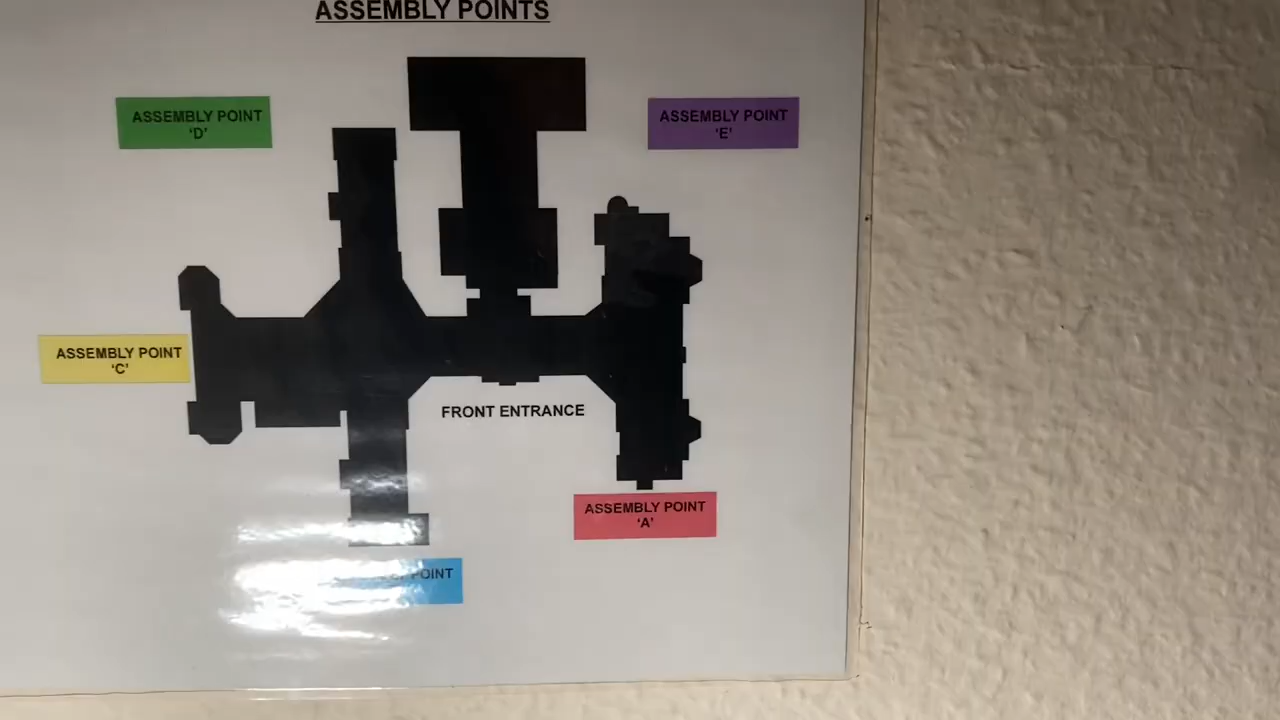 ASSEMBLY POINTS
ASSEMBLY POINT
'D'
ASSEMBLY POINT
'E'
ASSEMBLY POINT
'C'
FRONT ENTRANCE
ASSEMBLY POINT
'A'
POINT